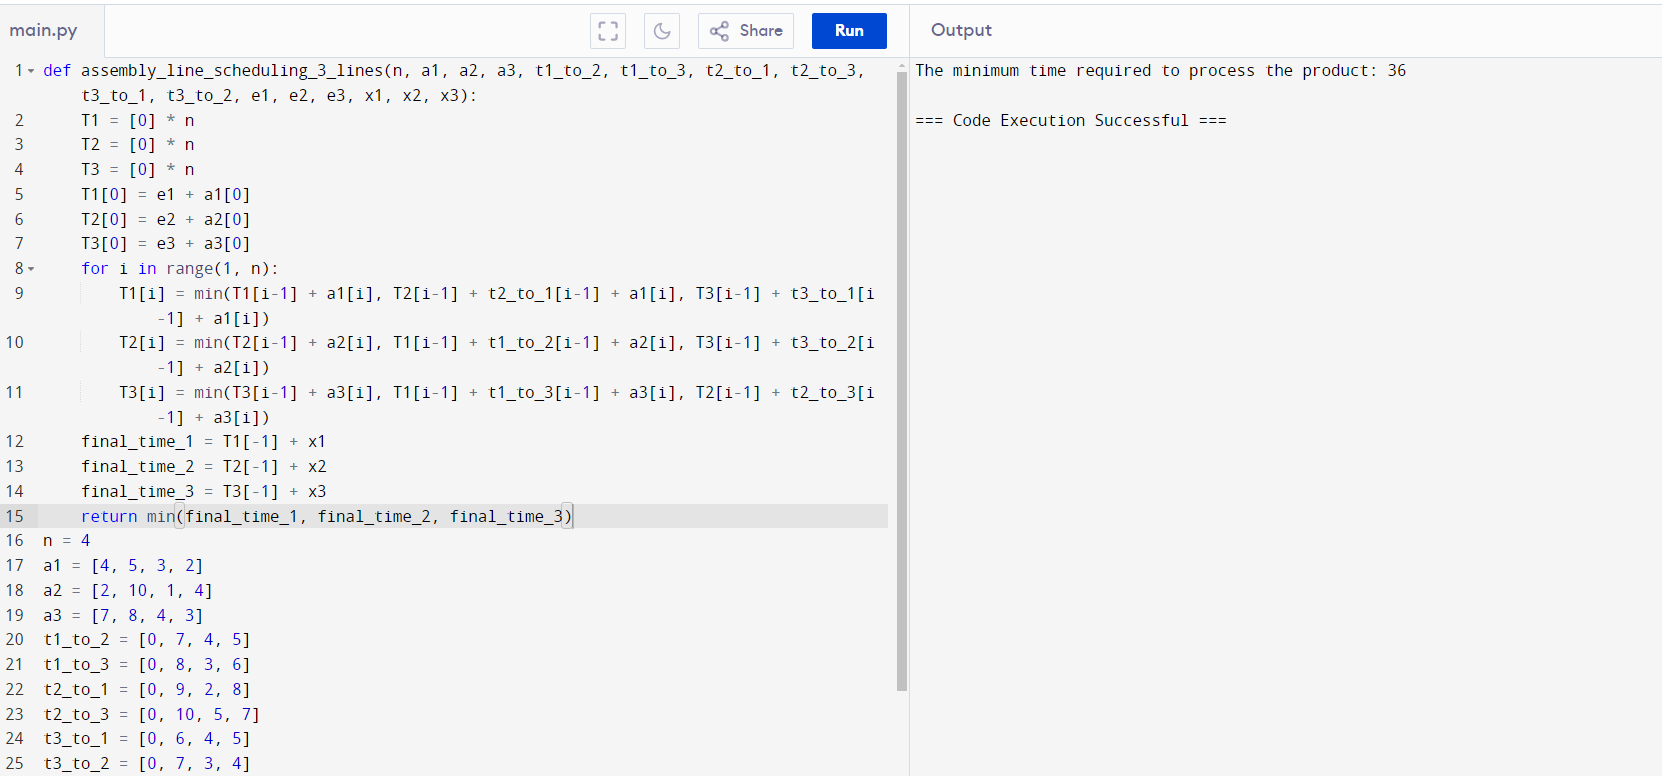 main.py
Share
Run
Output
1 def assembly_line_scheduling_3_lines(n, a1, a2, a3, t1_to_2, t1_to_3, t2_to_1, t2_to_3,
t3_to_1, t3_to_2, e1, e2, e3, x1, x2, x3):
2 T1 = [0] * n
3 T2 = [0] * n
4 T3 = [0] * n
5 T1[0] = e1 + a1[0]
6 T2[0] = e2 + a2[0]
7 T3[0] = e3 + a3[0]
8 for i in range(1, n):
9 T1[i] = min(T1[i-1] + a1[i], T2[i-1] + t2_to_1[i-1] + a1[i], T3[i-1] + t3_to_1[i
-1] + a1[i])
10 T2[i] = min(T2[i-1] + a2[i], T1[i-1] + t1_to_2[i-1] + a2[i], T3[i-1] + t3_to_2[i
-1] + a2[i])
11 T3[i] = min(T3[i-1] + a3[i], T1[i-1] + t1_to_3[i-1] + a3[i], T2[i-1] + t2_to_3[i
-1] + a3[i])
12 final_time_1 = T1[-1] + x1
13 final_time_2 = T2[-1] + x2
14 final_time_3 = T3[-1] + x3
15 return min(final_time_1, final_time_2, final_time_3)
16 n = 4
17 a1 = [4, 5, 3, 2]
18 a2 = [2, 10, 1, 4]
19 a3 = [7, 8, 4, 3]
20 t1_to_2 = [0, 7, 4, 5]
21 t1_to_3 = [0, 8, 3, 6]
22 t2_to_1 = [0, 9, 2, 8]
23 t2_to_3 = [0, 10, 5, 7]
24 t3_to_1 = [0, 6, 4, 5]
25 t3_to_2 = [0, 7, 3, 4]
The minimum time required to process the product: 36
=== Code Execution Successful ===